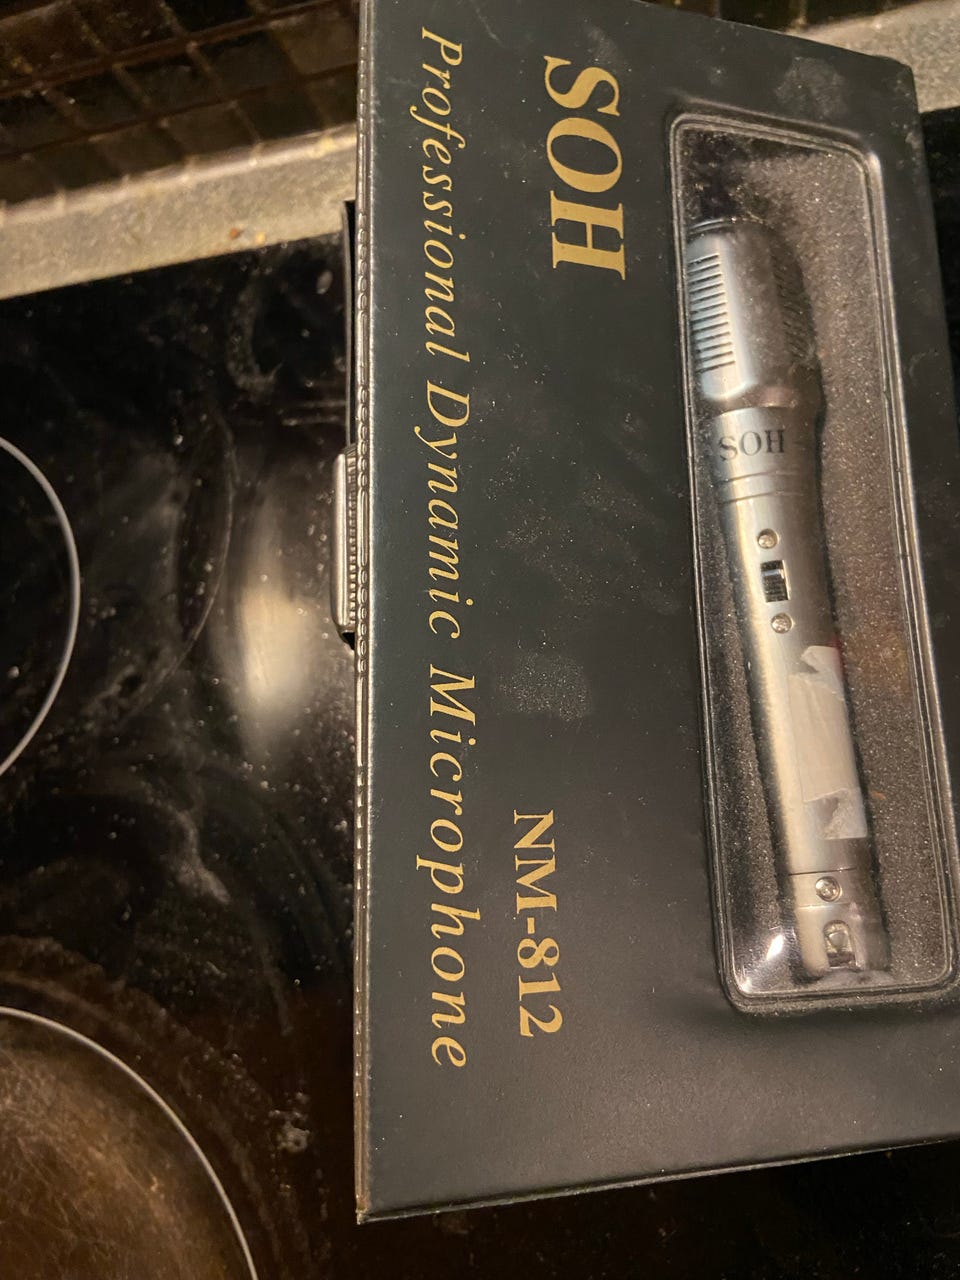 SOH
NM-812
Professional Dynamic Microphone
SOH